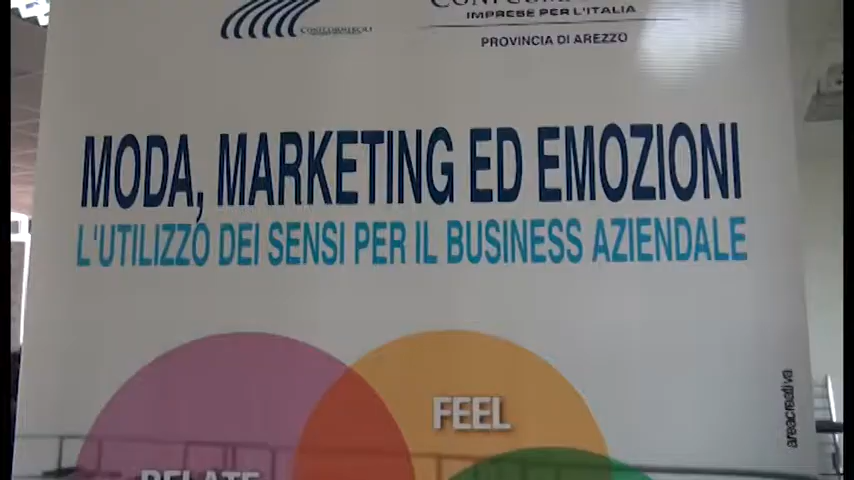 IMPRESE PER L'ITALIA
PROVINCIA DI AREZZO
MODA, MARKETING ED EMOZIONI
L'UTILIZZO DEI SENSI PER IL BUSINESS AZIENDALE
FEEL
RELATE
areacreativa